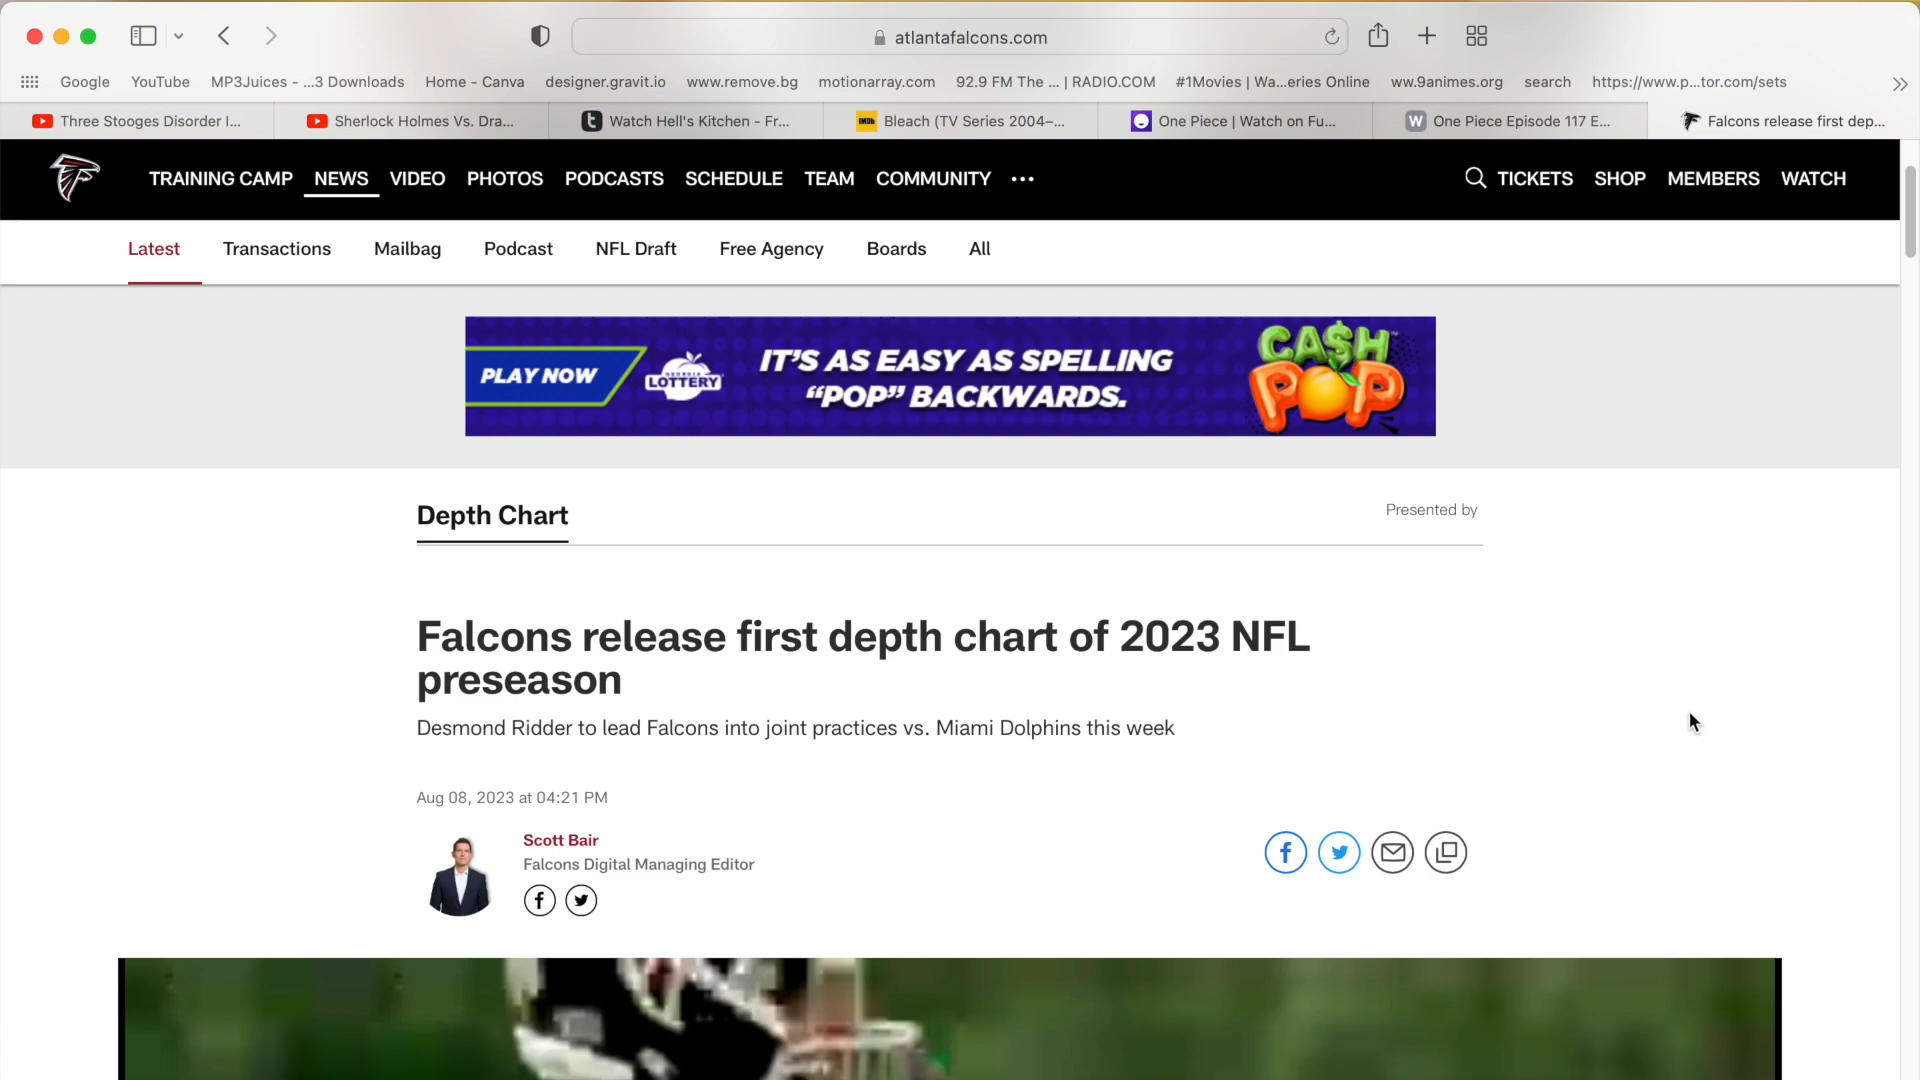 atlantafalcons.com
Google YouTube MP3Juices - ...3 Downloads Home - Canva designer.gravit.io www.remove.bg motionarray.com 92.9 FM The ... | RADIO.COM #1Movies | Wa...eries Online ww.9animes.org search https://www.p...tor.com/sets
Three Stooges Disorder I... Sherlock Holmes Vs. Dra... Watch Hell's Kitchen - Fr... Bleach (TV Series 2004–... One Piece | Watch on Fu... One Piece Episode 117 E... Falcons release first dep...
TRAINING CAMP NEWS VIDEO PHOTOS PODCASTS SCHEDULE TEAM COMMUNITY ••• TICKETS SHOP MEMBERS WATCH
Latest Transactions Mailbag Podcast NFL Draft Free Agency Boards All
PLAY NOW GEORGIA LOTTERY IT'S AS EASY AS SPELLING “POP” BACKWARDS. CA$H POP
Depth Chart
Presented by
Falcons release first depth chart of 2023 NFL
preseason
Desmond Ridder to lead Falcons into joint practices vs. Miami Dolphins this week
Aug 08, 2023 at 04:21 PM
Scott Bair
Falcons Digital Managing Editor